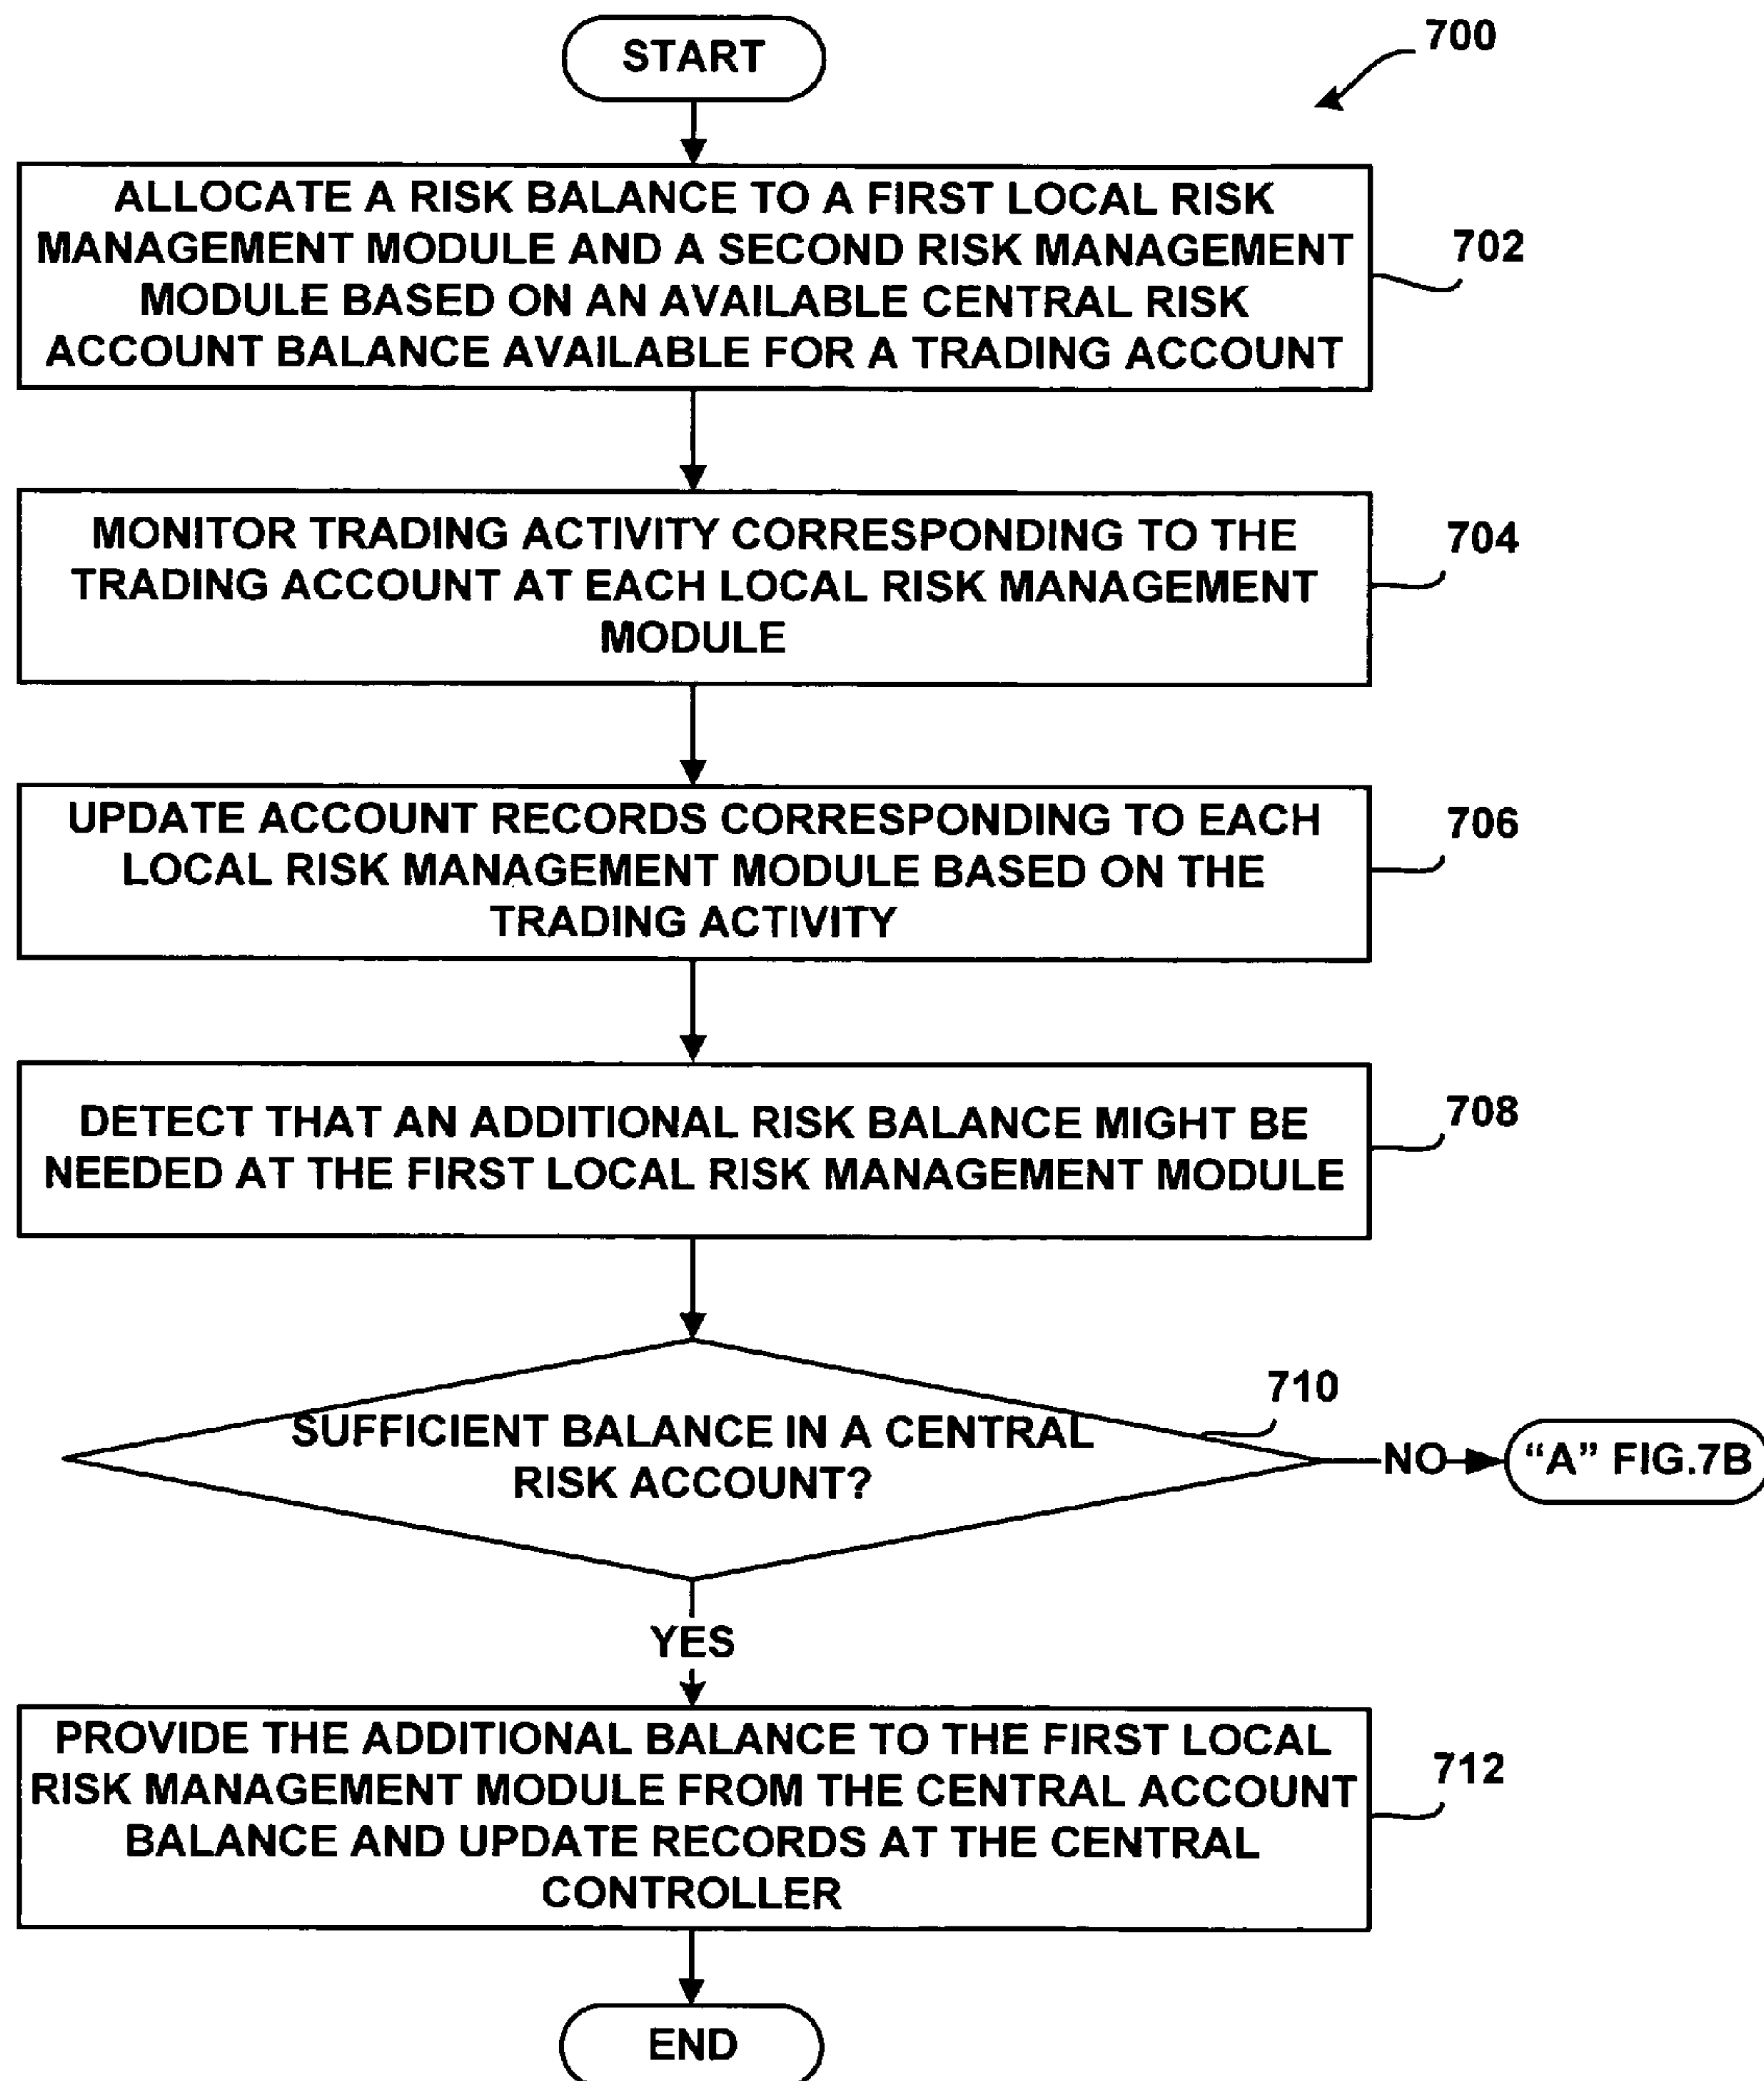 START
700
ALLOCATE A RISK BALANCE TO A FIRST LOCAL RISK
MANAGEMENT MODULE AND A SECOND RISK MANAGEMENT
MODULE BASED ON AN AVAILABLE CENTRAL RISK
ACCOUNT BALANCE AVAILABLE FOR A TRADING ACCOUNT
702
MONITOR TRADING ACTIVITY CORRESPONDING TO THE
TRADING ACCOUNT AT EACH LOCAL RISK MANAGEMENT
MODULE
704
UPDATE ACCOUNT RECORDS CORRESPONDING TO EACH
LOCAL RISK MANAGEMENT MODULE BASED ON THE
TRADING ACTIVITY
706
DETECT THAT AN ADDITIONAL RISK BALANCE MIGHT BE
NEEDED AT THE FIRST LOCAL RISK MANAGEMENT MODULE
708
SUFFICIENT BALANCE IN A CENTRAL
RISK ACCOUNT?
710
NO
“A” FIG.7B
YES
PROVIDE THE ADDITIONAL BALANCE TO THE FIRST LOCAL
RISK MANAGEMENT MODULE FROM THE CENTRAL ACCOUNT
BALANCE AND UPDATE RECORDS AT THE CENTRAL
CONTROLLER
712
END